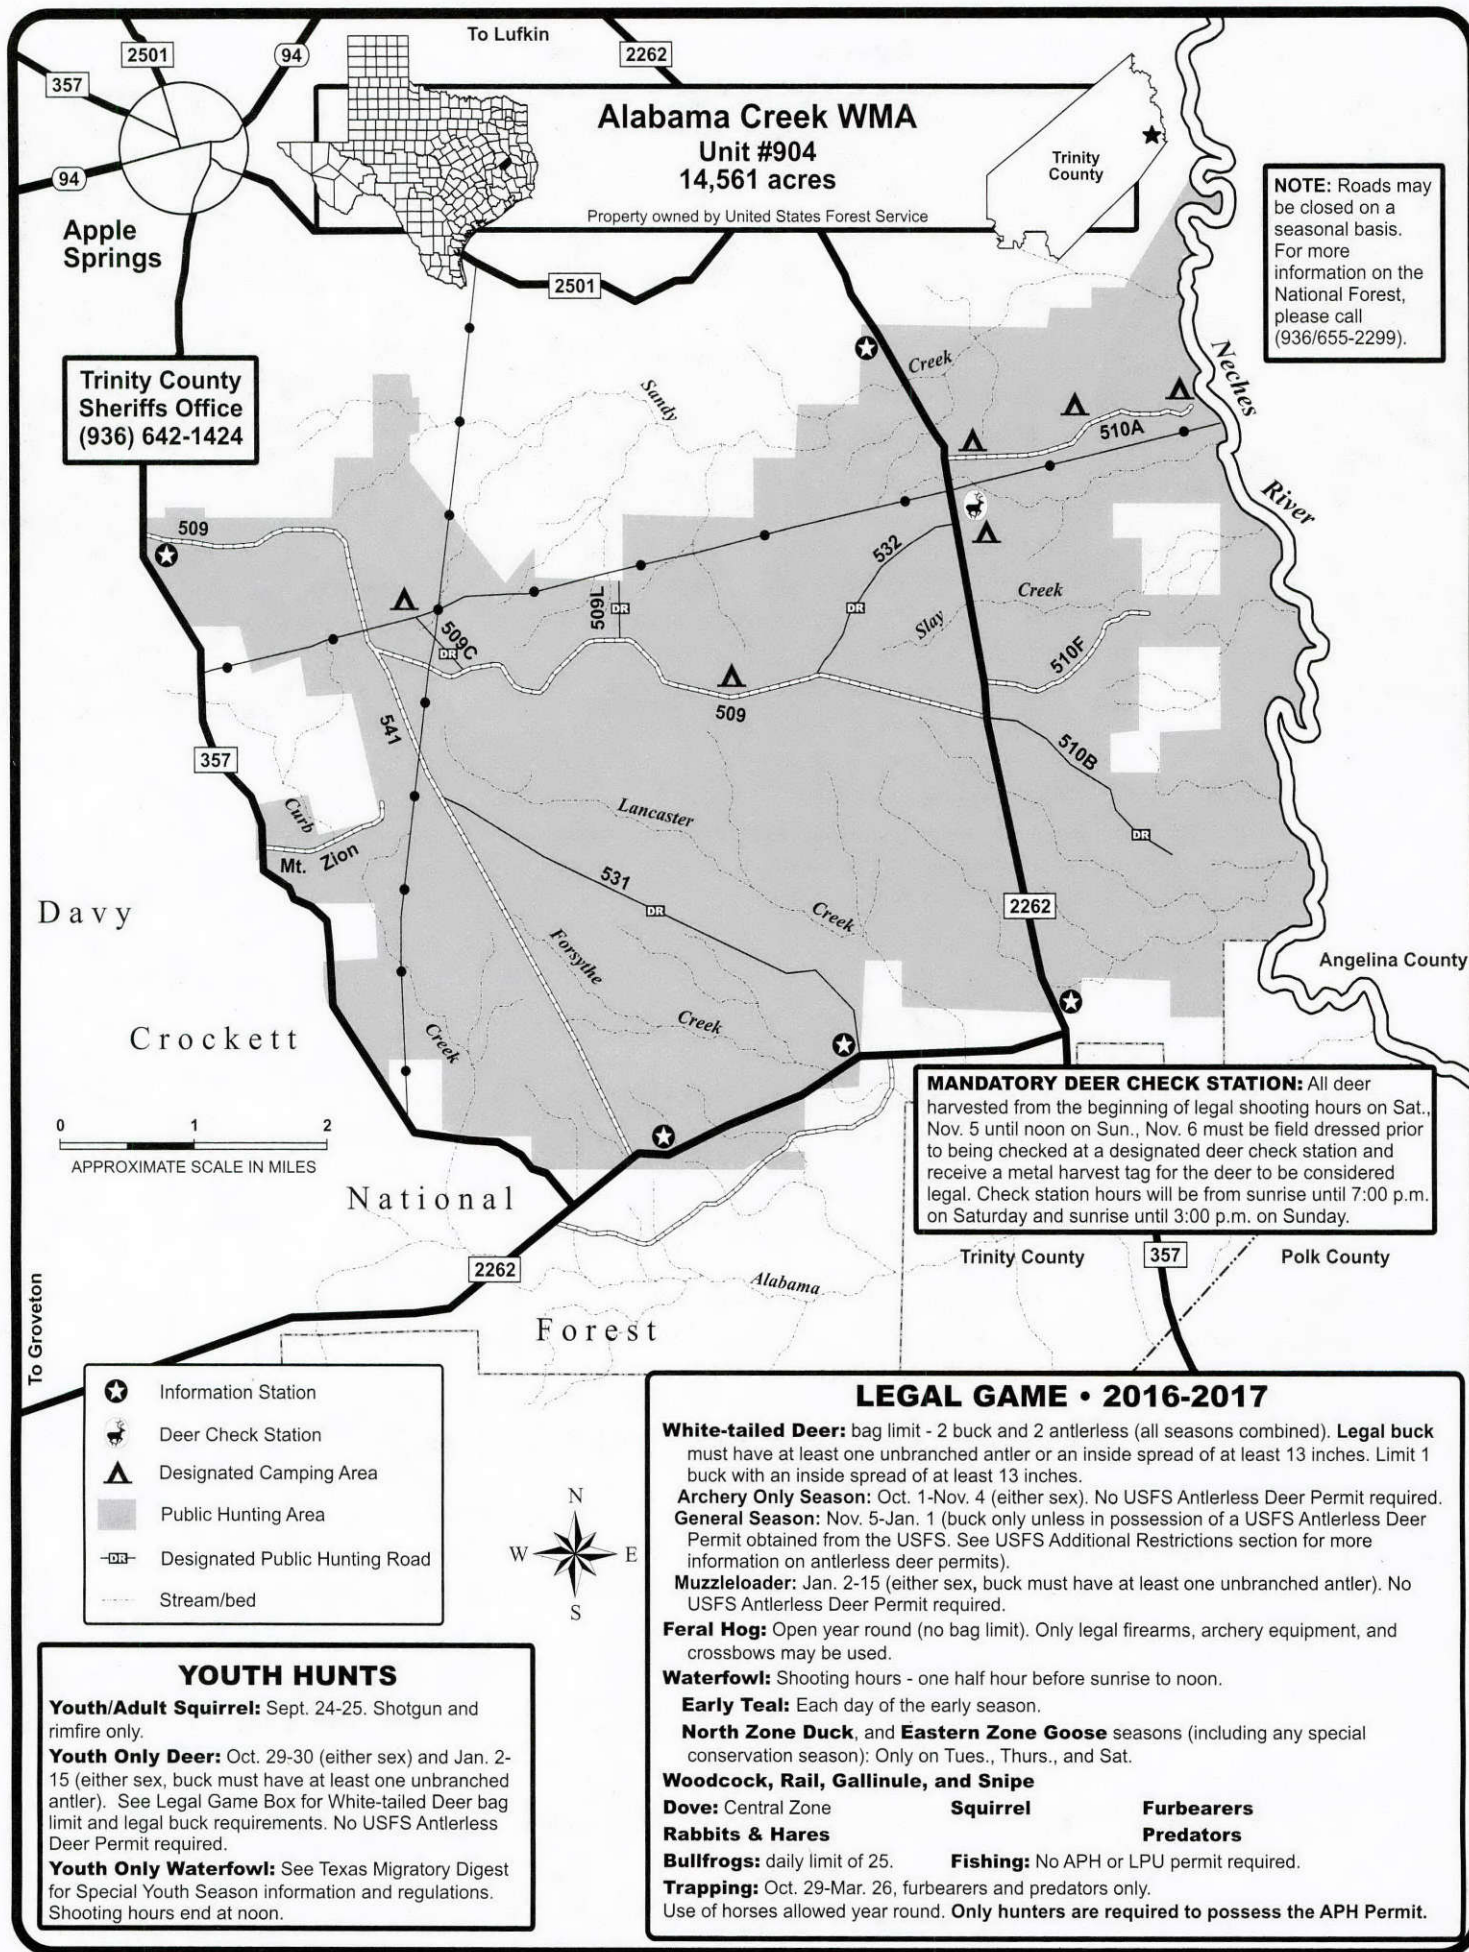 To Lufkin
2501
94
2262
357
94
Alabama Creek WMA
Unit #904
14,561 acres
Property owned by United States Forest Service
Trinity
County
NOTE: Roads may
be closed on a
seasonal basis.
For more
information on the
National Forest,
please call
(936/655-2299).
Apple
Springs
2501
Trinity County
Sheriffs Office
(936) 642-1424
Creek
Sandy
Neches
510A
River
509
532
509L
DR
DR
Creek
Slay
509C
DR
510F
509
541
510B
357
Lancaster
Curb
DR
Mt. Zion
531
DR
Creek
2262
Davy
Forsythe
Angelina County
Creek
Creek
Crockett
0 1 2
APPROXIMATE SCALE IN MILES
MANDATORY DEER CHECK STATION: All deer
harvested from the beginning of legal shooting hours on Sat.,
Nov. 5 until noon on Sun., Nov. 6 must be field dressed prior
to being checked at a designated deer check station and
receive a metal harvest tag for the deer to be considered
legal. Check station hours will be from sunrise until 7:00 p.m.
on Saturday and sunrise until 3:00 p.m. on Sunday.
National
Trinity County
357
Polk County
2262
Alabama
Forest
To Groveton
Information Station
Deer Check Station
Designated Camping Area
Public Hunting Area
DR Designated Public Hunting Road
Stream/bed
N
W E
S
YOUTH HUNTS
Youth/Adult Squirrel: Sept. 24-25. Shotgun and
rimfire only.
Youth Only Deer: Oct. 29-30 (either sex) and Jan. 2-
15 (either sex, buck must have at least one unbranched
antler). See Legal Game Box for White-tailed Deer bag
limit and legal buck requirements. No USFS Antlerless
Deer Permit required.
Youth Only Waterfowl: See Texas Migratory Digest
for Special Youth Season information and regulations.
Shooting hours end at noon.
LEGAL GAME • 2016-2017
White-tailed Deer: bag limit - 2 buck and 2 antlerless (all seasons combined). Legal buck
must have at least one unbranched antler or an inside spread of at least 13 inches. Limit 1
buck with an inside spread of at least 13 inches.
Archery Only Season: Oct. 1-Nov. 4 (either sex). No USFS Antlerless Deer Permit required.
General Season: Nov. 5-Jan. 1 (buck only unless in possession of a USFS Antlerless Deer
Permit obtained from the USFS. See USFS Additional Restrictions section for more
information on antlerless deer permits).
Muzzleloader: Jan. 2-15 (either sex, buck must have at least one unbranched antler). No
USFS Antlerless Deer Permit required.
Feral Hog: Open year round (no bag limit). Only legal firearms, archery equipment, and
crossbows may be used.
Waterfowl: Shooting hours - one half hour before sunrise to noon.
Early Teal: Each day of the early season.
North Zone Duck, and Eastern Zone Goose seasons (including any special
conservation season): Only on Tues., Thurs., and Sat.
Woodcock, Rail, Gallinule, and Snipe
Dove: Central Zone Squirrel Furbearers
Rabbits & Hares Predators
Bullfrogs: daily limit of 25. Fishing: No APH or LPU permit required.
Trapping: Oct. 29-Mar. 26, furbearers and predators only.
Use of horses allowed year round. Only hunters are required to possess the APH Permit.